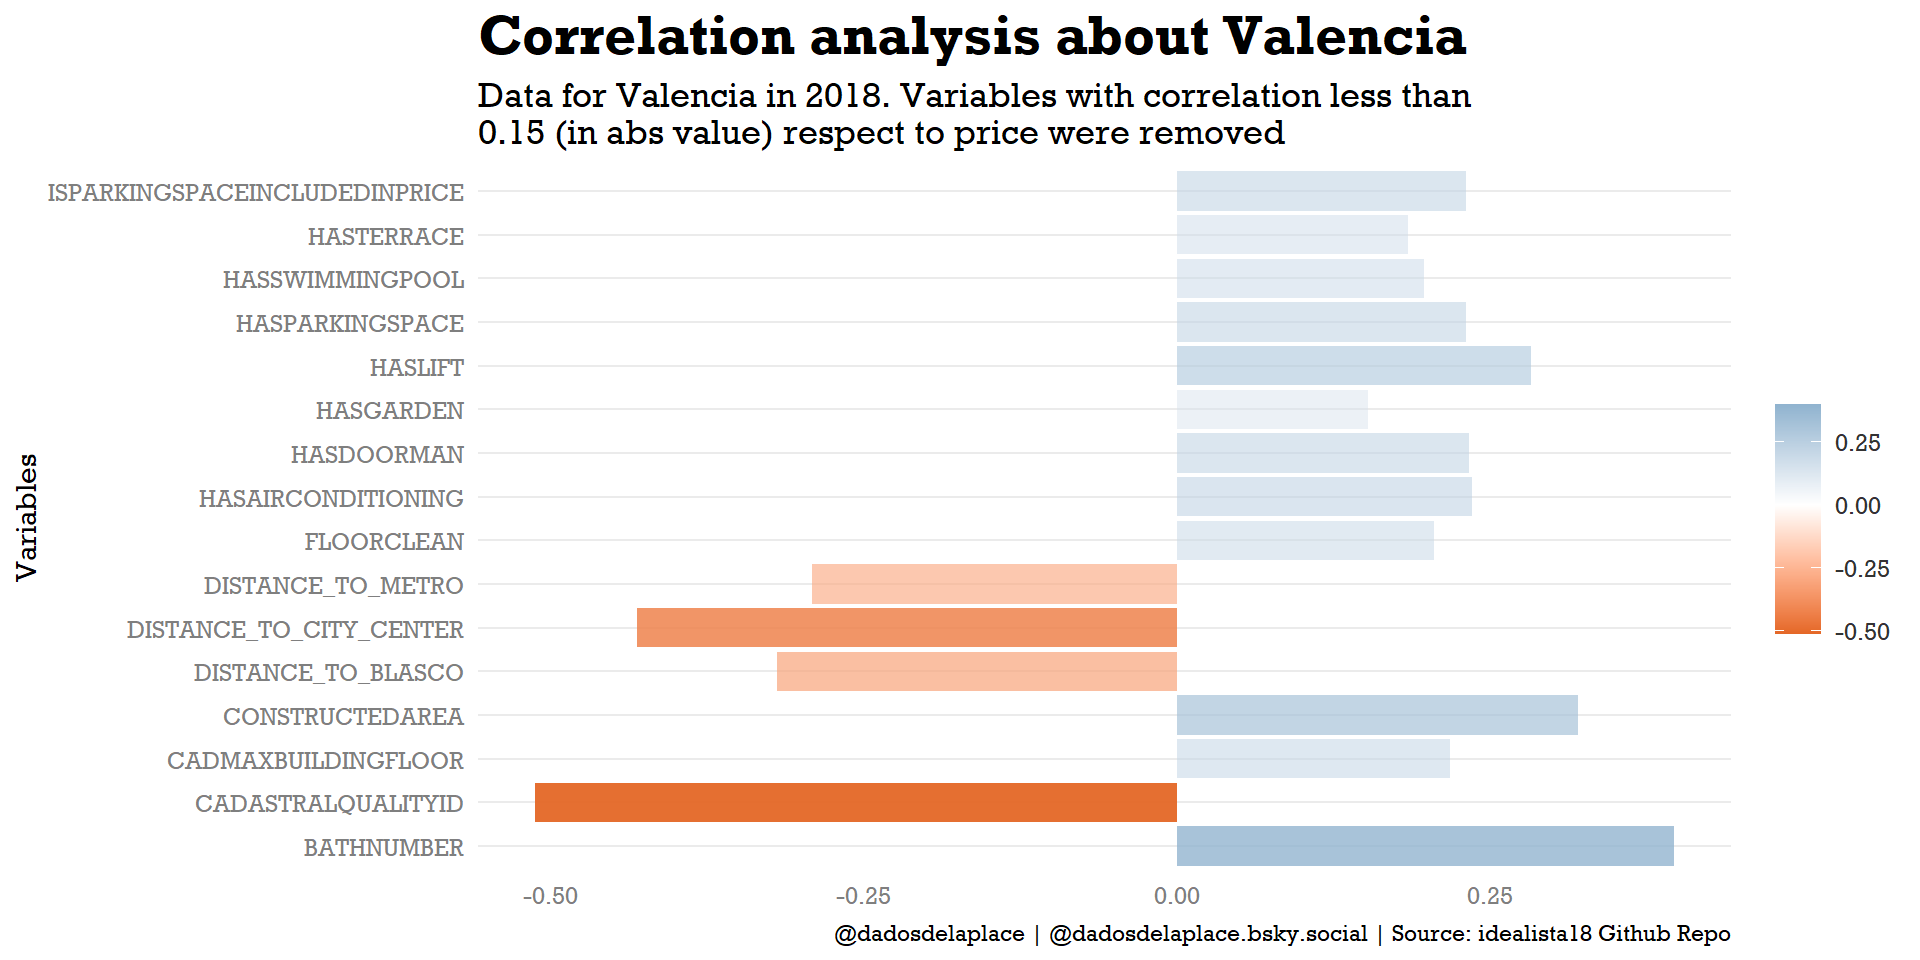 Correlation analysis about Valencia
Data for Valencia in 2018. Variables with correlation less than
0.15 (in abs value) respect to price were removed
Variables
ISPARKINGSPACEINCLUDEDINPRICE
HASTERRACE
HASSWIMMINGPOOL
HASPARKINGSPACE
HASLIFT
HASGARDEN
HASDOORMAN
HASAIRCONDITIONING
FLOORCLEAN
DISTANCE_TO_METRO
DISTANCE_TO_CITY_CENTER
DISTANCE_TO_BLASCO
CONSTRUCTEDAREA
CADMAXBUILDINGFLOOR
CADASTRALQUALITYID
BATHNUMBER
-0.50 -0.25 0.00 0.25
0.25
0.00
-0.25
-0.50
@dadosdelaplace | @dadosdelaplace.bsky.social | Source: idealista18 Github Repo